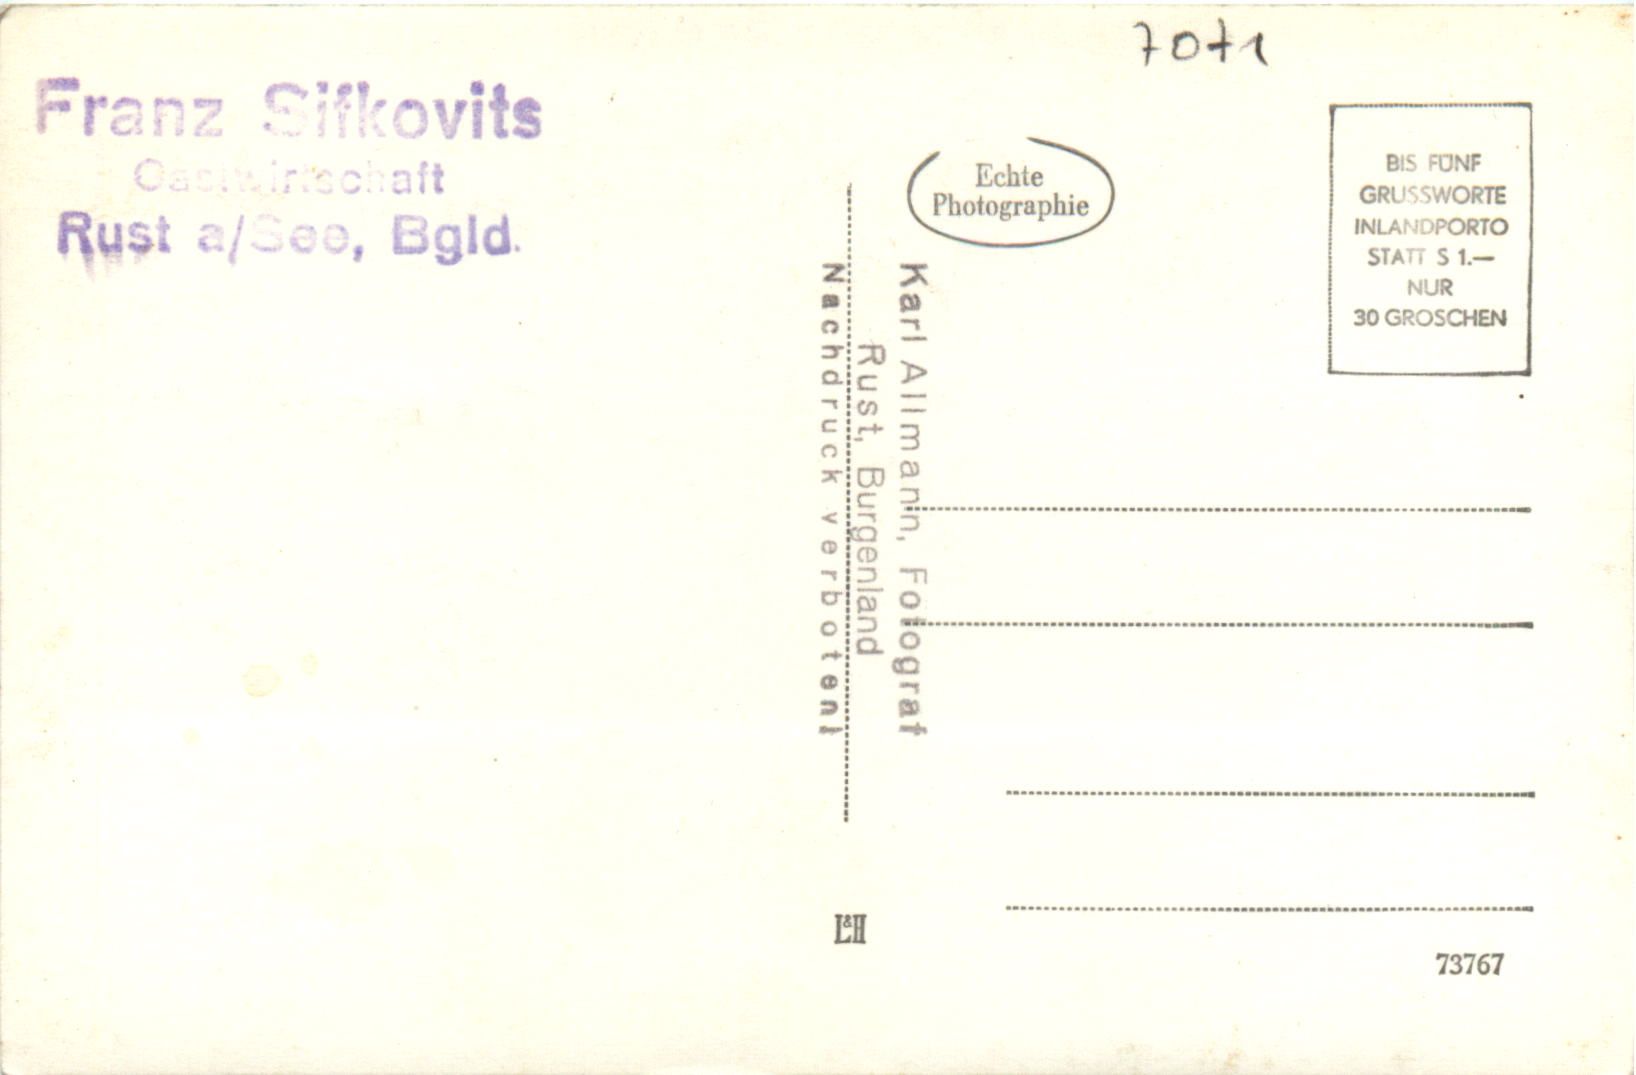 7071
Franz Sifkovits
Gastwirtschaft
Rust a/See, Bgld.
Echte
Photographie
BIS FÜNF
GRUSSWORTE
INLANDPORTO
STATT S 1.—
NUR
30 GROSCHEN
Karl Allmann, Fotograf
Rust, Burgenland
Nachdruck verboten!
L&H
73767